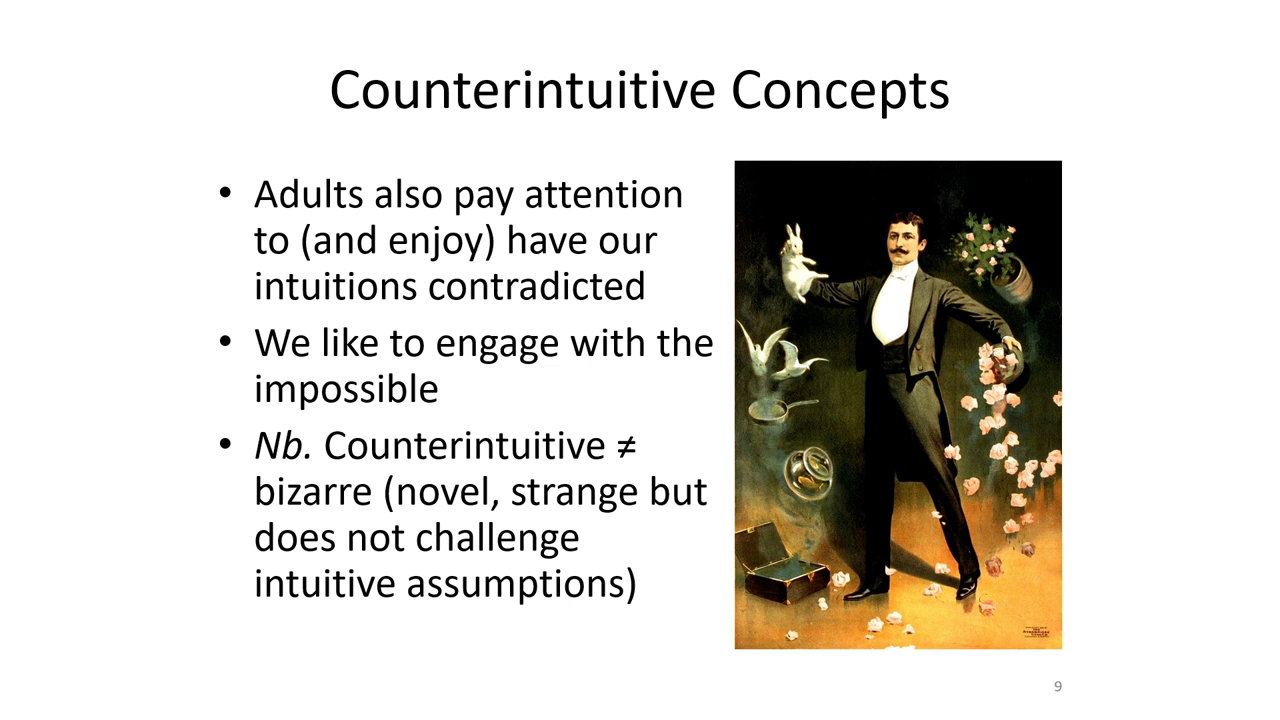 Counterintuitive Concepts
• Adults also pay attention
to (and enjoy) have our
intuitions contradicted
• We like to engage with the
impossible
• Nb. Counterintuitive ≠
bizarre (novel, strange but
does not challenge
intuitive assumptions)
9